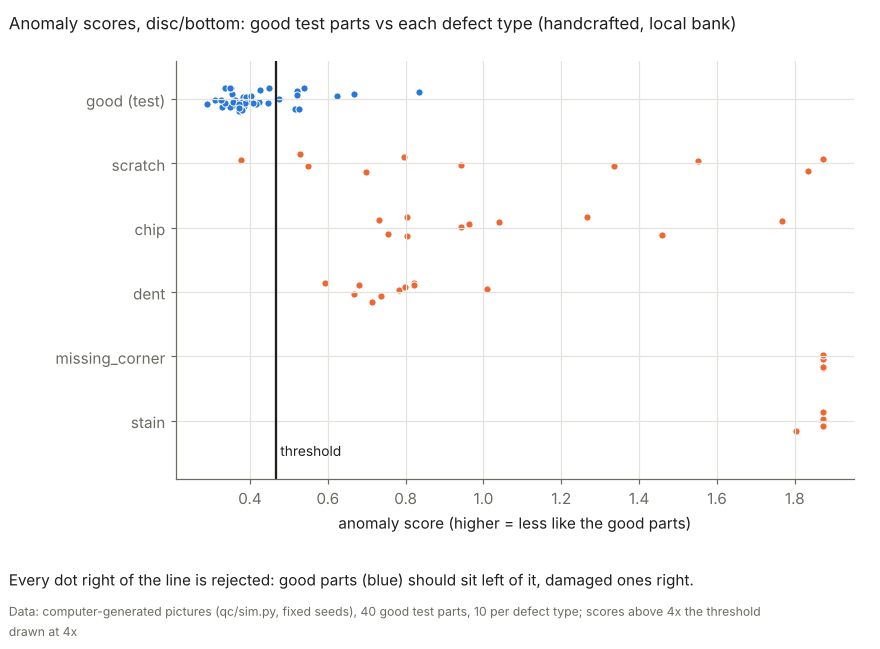 Anomaly scores, disc/bottom: good test parts vs each defect type (handcrafted, local bank)
good (test)
scratch
chip
dent
missing_corner
stain
threshold
0.4 0.6 0.8 1.0 1.2 1.4 1.6 1.8
anomaly score (higher = less like the good parts)
Every dot right of the line is rejected: good parts (blue) should sit left of it, damaged ones right.
Data: computer-generated pictures (qc/sim.py, fixed seeds), 40 good test parts, 10 per defect type; scores above 4x the threshold
drawn at 4x